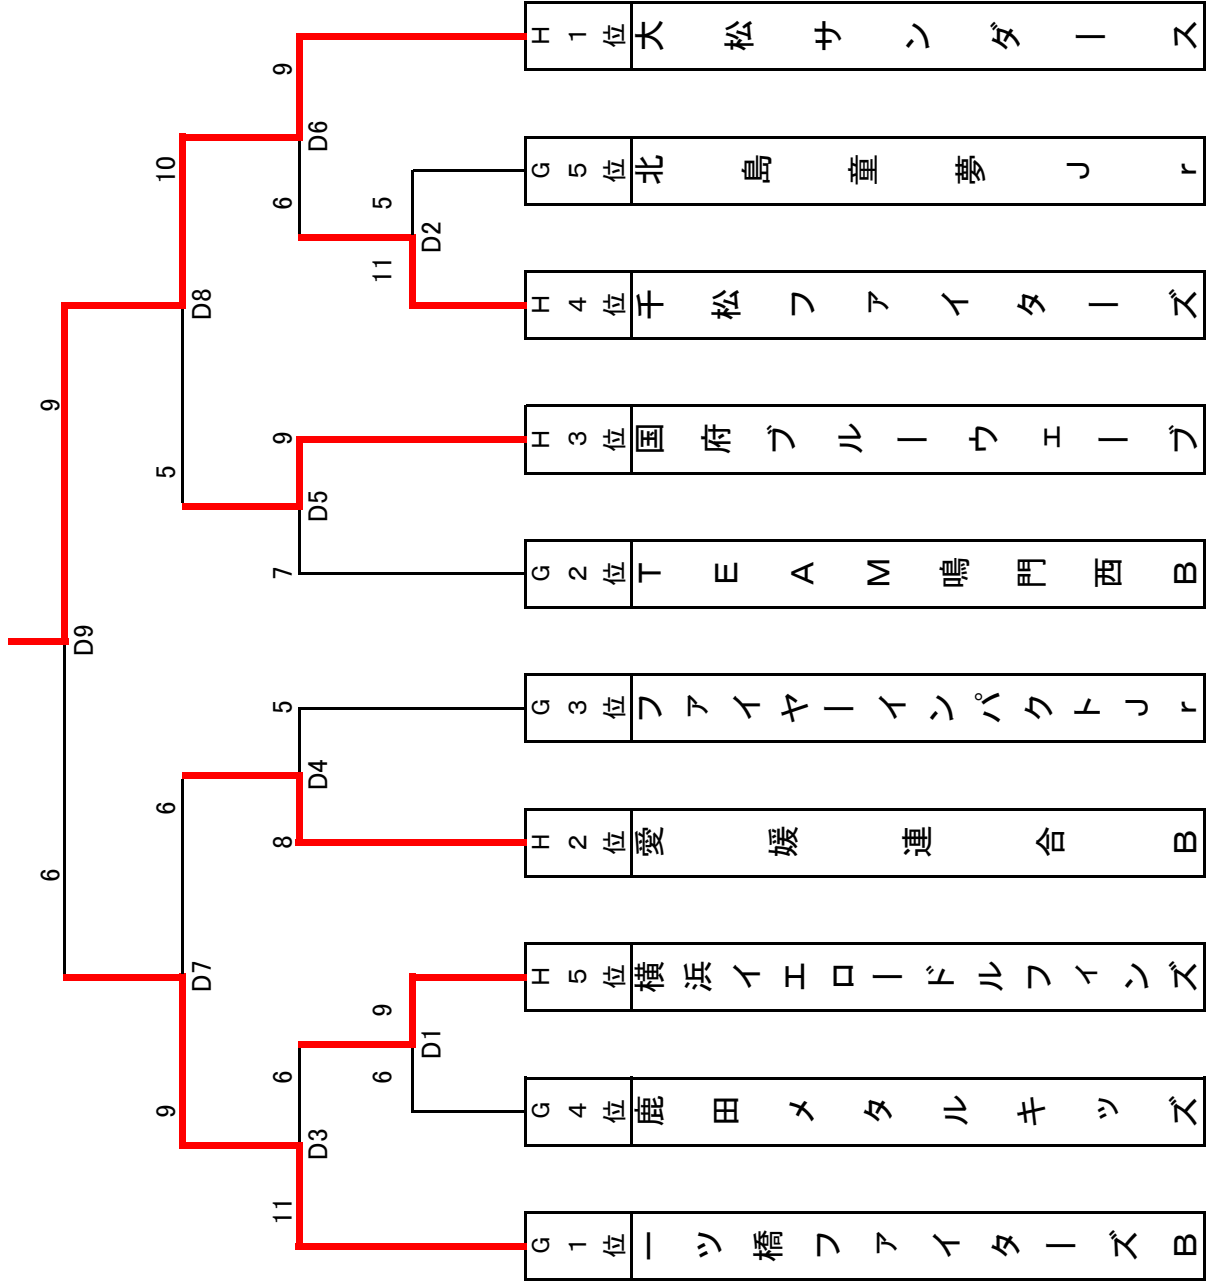 6
9
D9
9
6
5
10
D7
D8
11
6
8
5
7
9
6
9
D3
D4
D5
D6
6
9
11
5
D1
D2
G1位
一ツ橋ファイターズB
G4位
鹿田メタルキッズ
H5位
横浜イエロードルフィンズ
H2位
愛媛連合B
G3位
ファイヤーインパクトJr
G2位
TEAM鳴門西B
H3位
国府ブルーウェーブ
H4位
千松ファイターズ
G5位
北島童夢Jr
H1位
大松サンダース